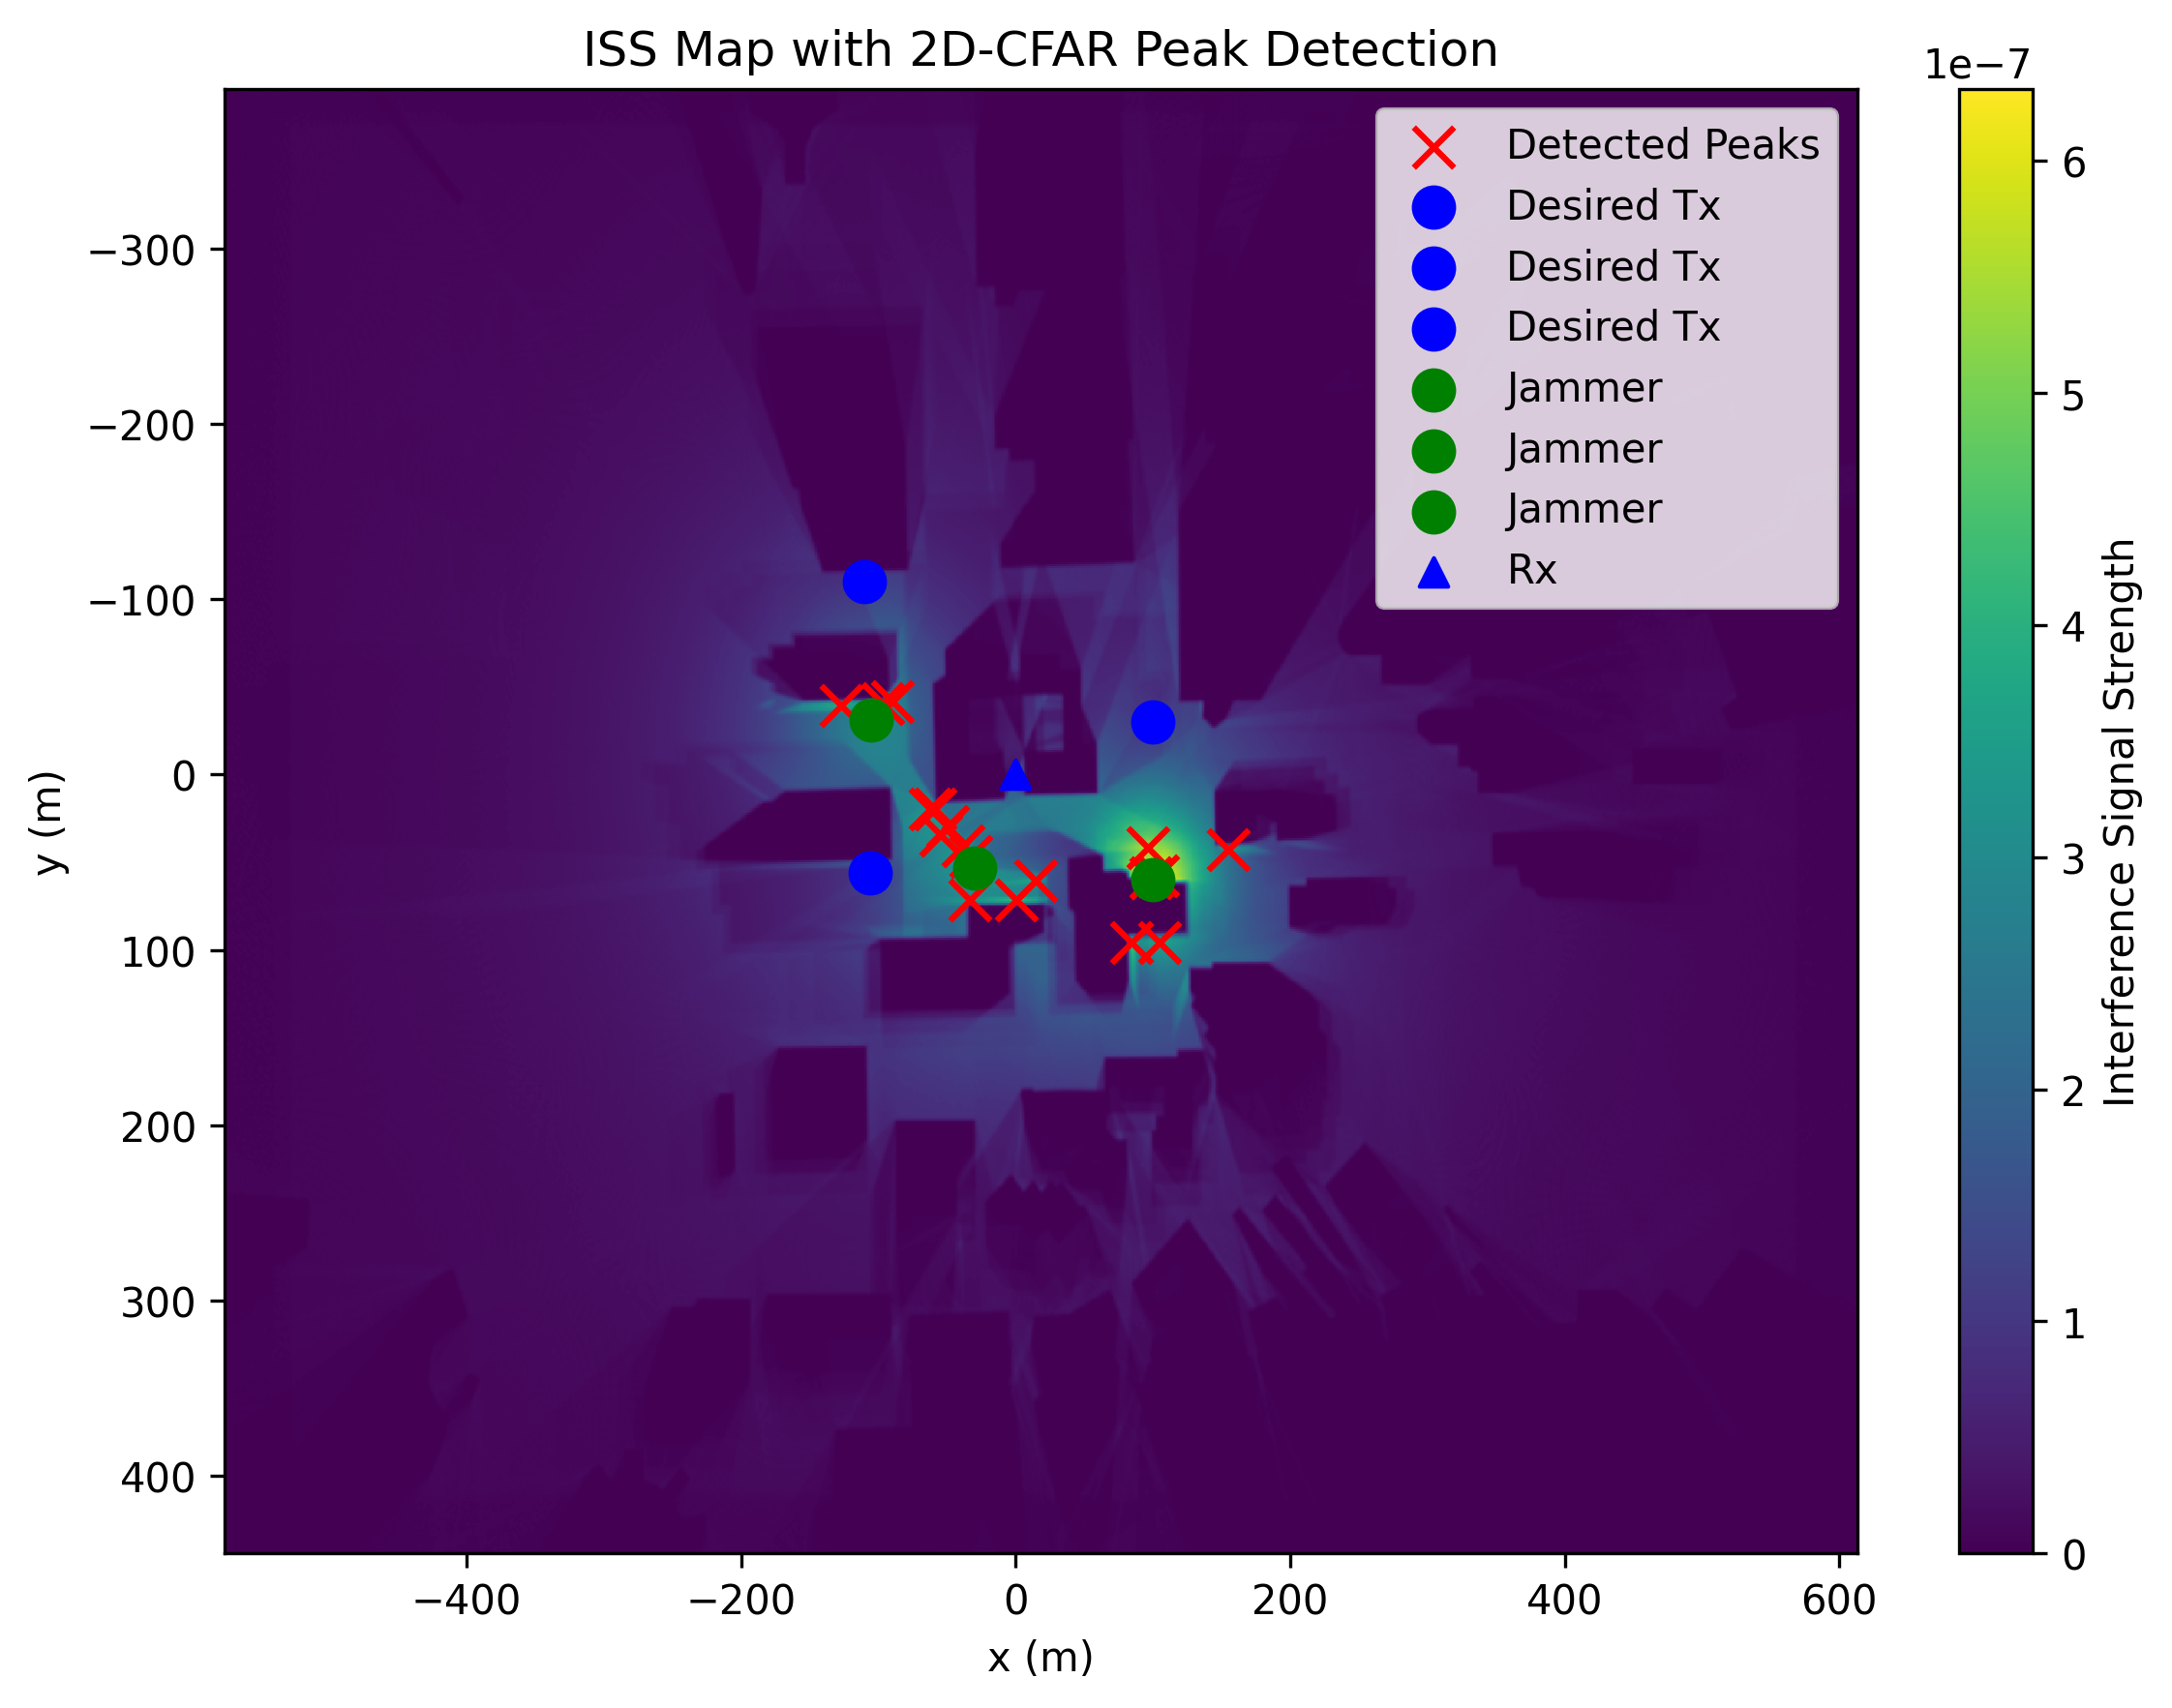 ISS Map with 2D-CFAR Peak Detection
1e−7
Detected Peaks
Desired Tx
Desired Tx
Desired Tx
Jammer
Jammer
Jammer
Rx
−300
−200
−100
0
100
200
300
400
y (m)
−400
−200
0
200
400
600
x (m)
6
5
4
3
2
1
0
Interference Signal Strength